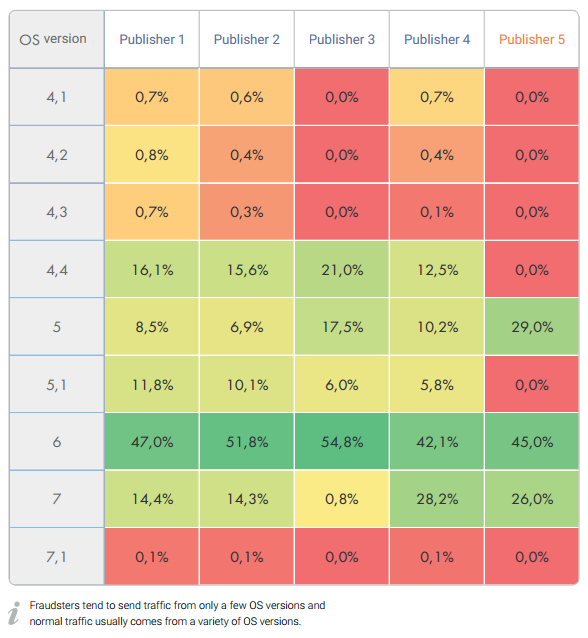 OS version Publisher 1 Publisher 2 Publisher 3 Publisher 4 Publisher 5
4,1 0,7% 0,6% 0,0% 0,7% 0,0%
4,2 0,8% 0,4% 0,0% 0,4% 0,0%
4,3 0,7% 0,3% 0,0% 0,1% 0,0%
4,4 16,1% 15,6% 21,0% 12,5% 0,0%
5 8,5% 6,9% 17,5% 10,2% 29,0%
5,1 11,8% 10,1% 6,0% 5,8% 0,0%
6 47,0% 51,8% 54,8% 42,1% 45,0%
7 14,4% 14,3% 0,8% 28,2% 26,0%
7,1 0,1% 0,1% 0,0% 0,1% 0,0%
i Fraudsters tend to send traffic from only a few OS versions and
normal traffic usually comes from a variety of OS versions.